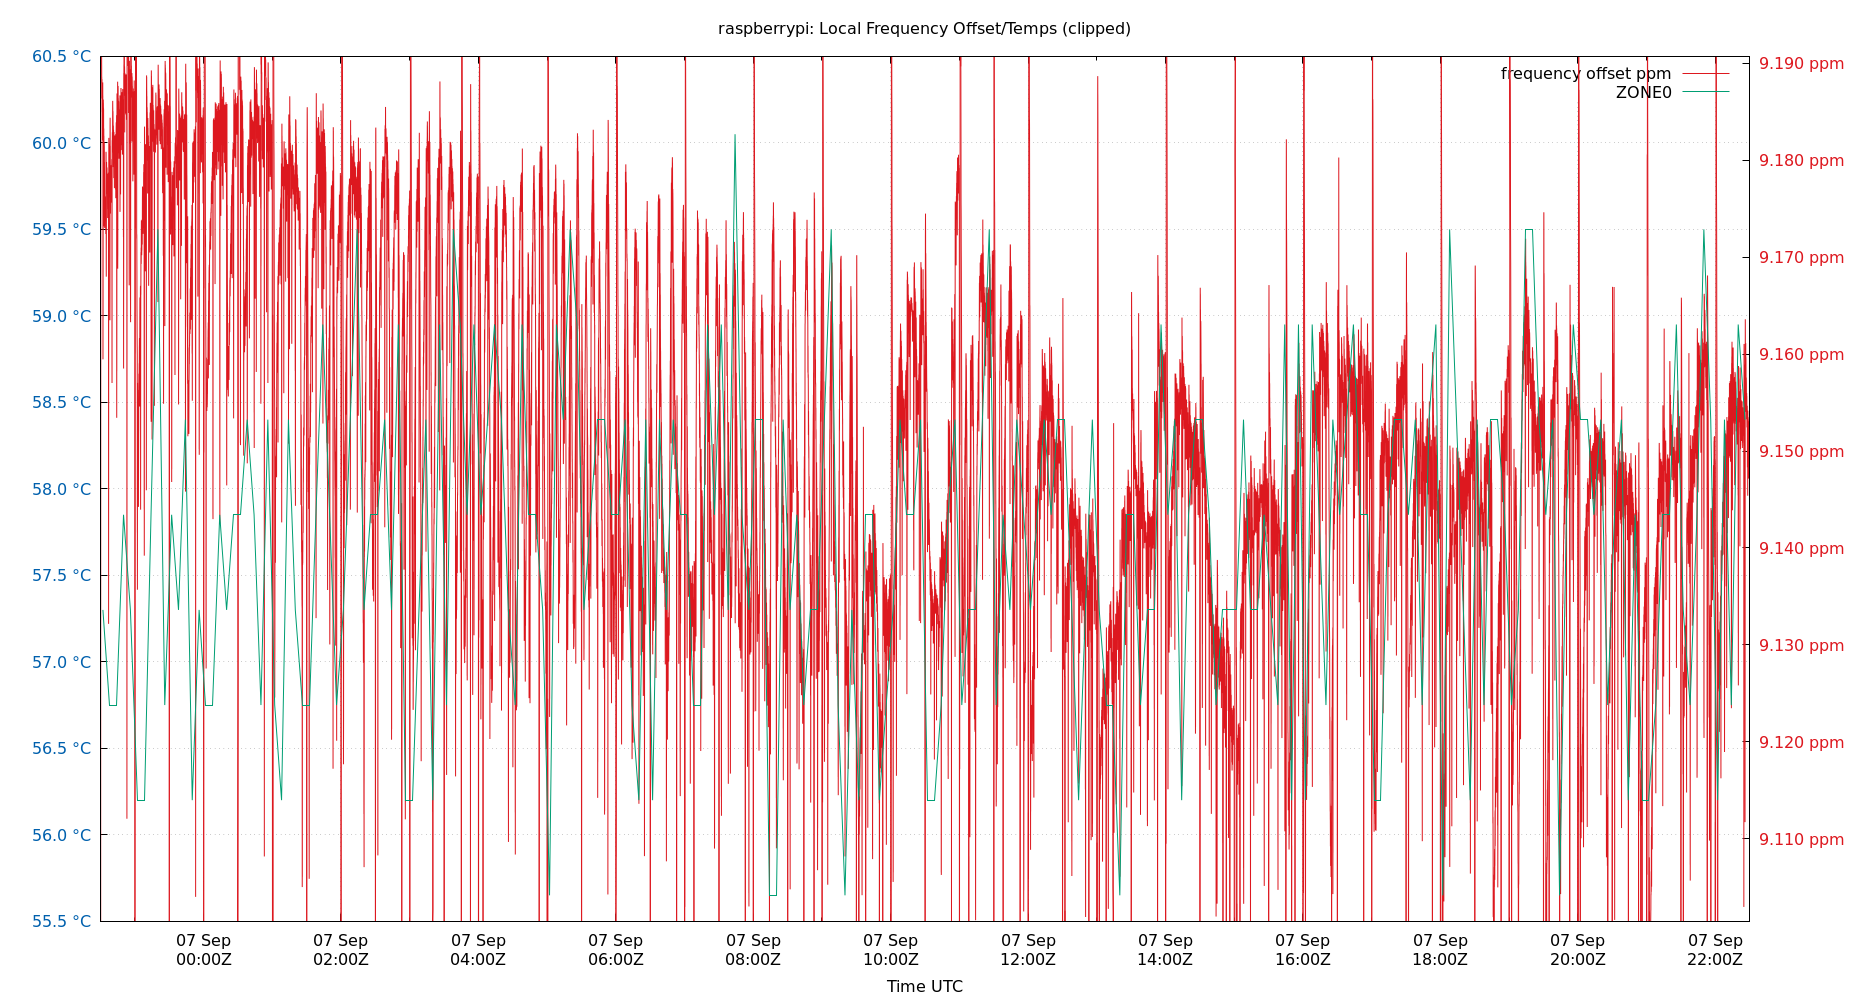 raspberrypi: Local Frequency Offset/Temps (clipped)
60.5 °C
60.0 °C
59.5 °C
59.0 °C
58.5 °C
58.0 °C
57.5 °C
57.0 °C
56.5 °C
56.0 °C
55.5 °C
frequency offset ppm
ZONE0
9.190 ppm
9.180 ppm
9.170 ppm
9.160 ppm
9.150 ppm
9.140 ppm
9.130 ppm
9.120 ppm
9.110 ppm
07 Sep 07 Sep 07 Sep 07 Sep 07 Sep 07 Sep 07 Sep 07 Sep 07 Sep 07 Sep 07 Sep 07 Sep
00:00Z 02:00Z 04:00Z 06:00Z 08:00Z 10:00Z 12:00Z 14:00Z 16:00Z 18:00Z 20:00Z 22:00Z
Time UTC